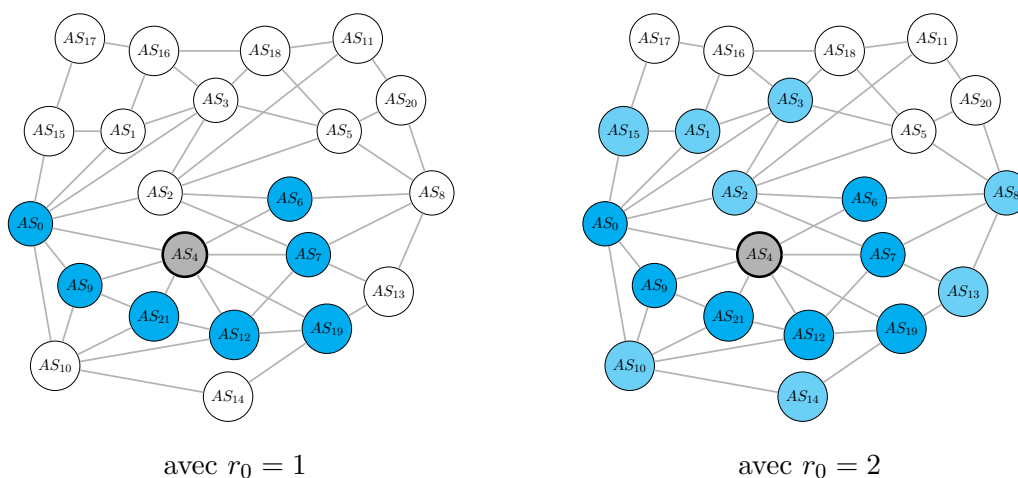 AS17
AS16
AS18
AS11
AS3
AS20
AS15
AS1
AS5
AS2
AS6
AS8
AS0
AS4
AS7
AS9
AS13
AS21
AS12
AS19
AS10
AS14
avec r0 = 1
AS17
AS16
AS18
AS11
AS3
AS20
AS15
AS1
AS5
AS2
AS6
AS8
AS0
AS4
AS7
AS9
AS13
AS21
AS12
AS19
AS10
AS14
avec r0 = 2